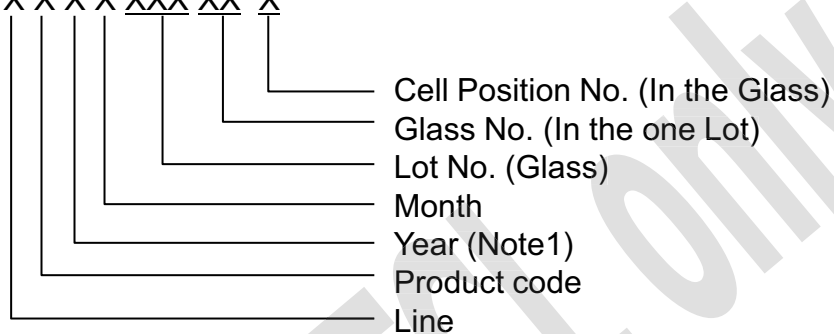 X X X X XXX XX X
Cell Position No. (In the Glass)
Glass No. (In the one Lot)
Lot No. (Glass)
Month
Year (Note1)
Product code
Line
only